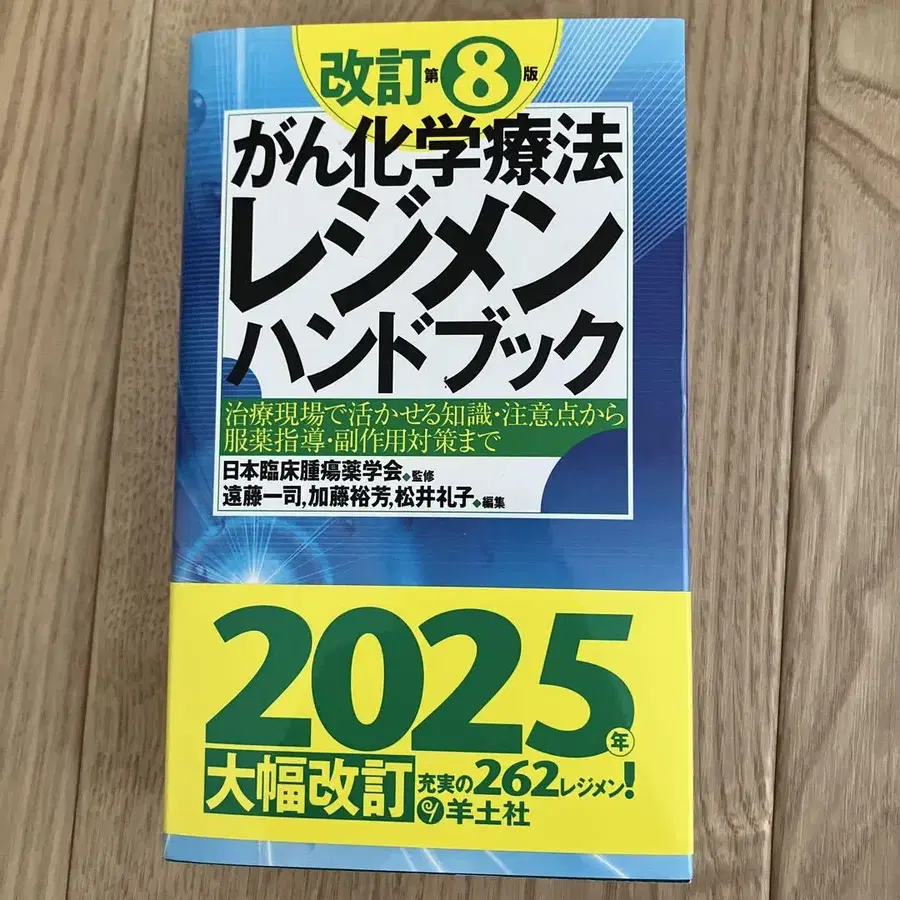 改訂第8版
がん化学療法
レジメン
ハンドブック
治療現場で活かせる知識・注意点から
服薬指導・副作用対策まで
日本臨床腫瘍薬学会◆監修
遠藤一司,加藤裕芳,松井礼子◆編集
2025年
大幅改訂 充実の262レジメン!
羊土社